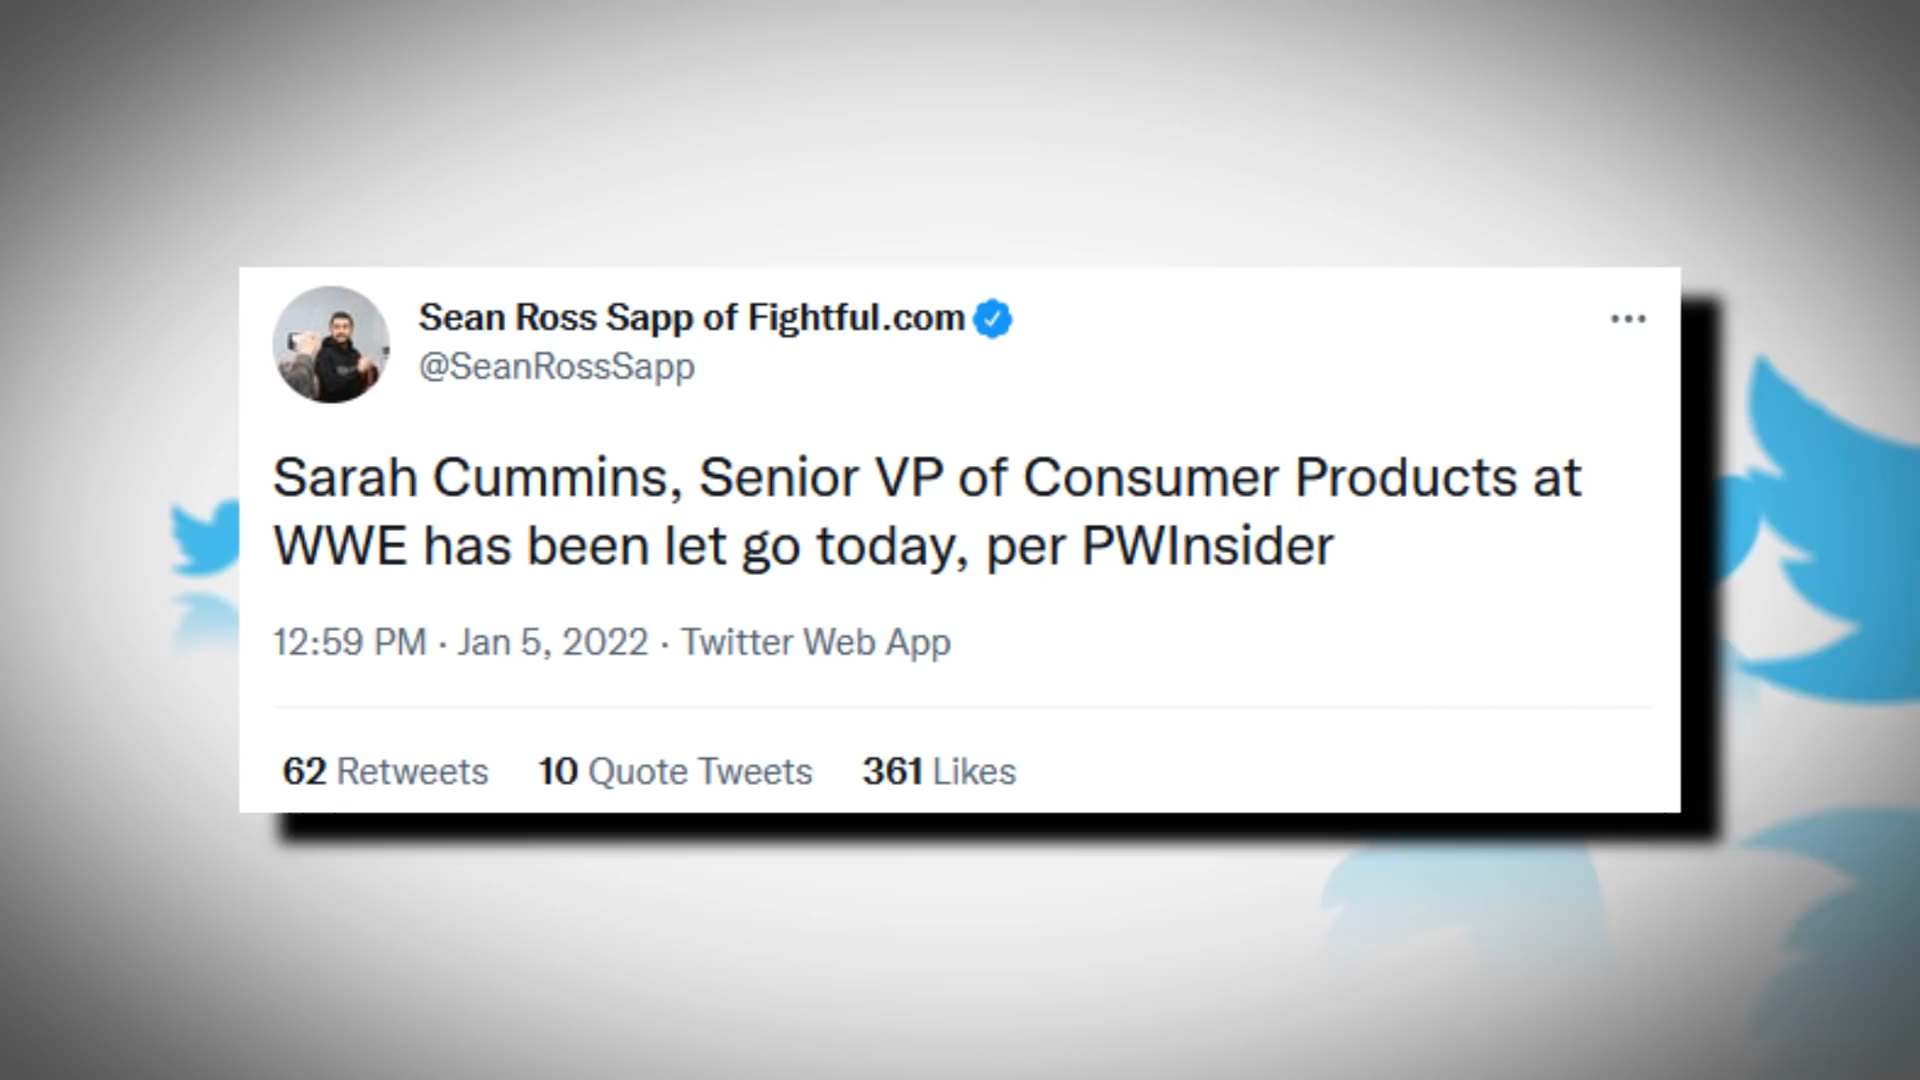 Sean Ross Sapp of Fightful.com
@SeanRossSapp
Sarah Cummins, Senior VP of Consumer Products at
WWE has been let go today, per PWInsider
12:59 PM · Jan 5, 2022 · Twitter Web App
62 Retweets 10 Quote Tweets 361 Likes